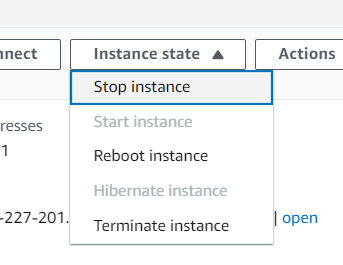 nnect Instance state Actions
Stop instance
resses
Start instance
1
Reboot instance
Hibernate instance
-227-201. | open
Terminate instance